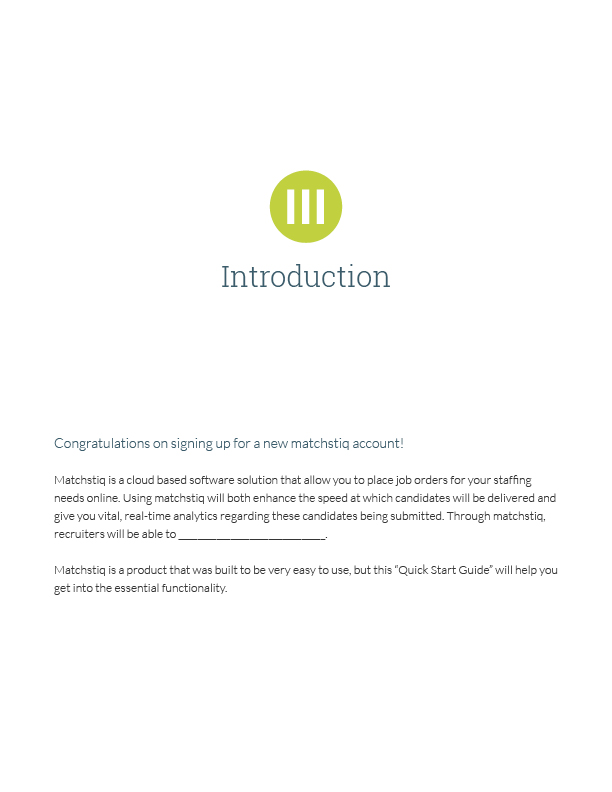 Introduction
Congratulations on signing up for a new matchstiq account!
Matchstiq is a cloud based software solution that allow you to place job orders for your staffing
needs online. Using matchstiq will both enhance the speed at which candidates will be delivered and
give you vital, real-time analytics regarding these candidates being submitted. Through matchstiq,
recruiters will be able to ______________________________.
Matchstiq is a product that was built to be very easy to use, but this “Quick Start Guide” will help you
get into the essential functionality.